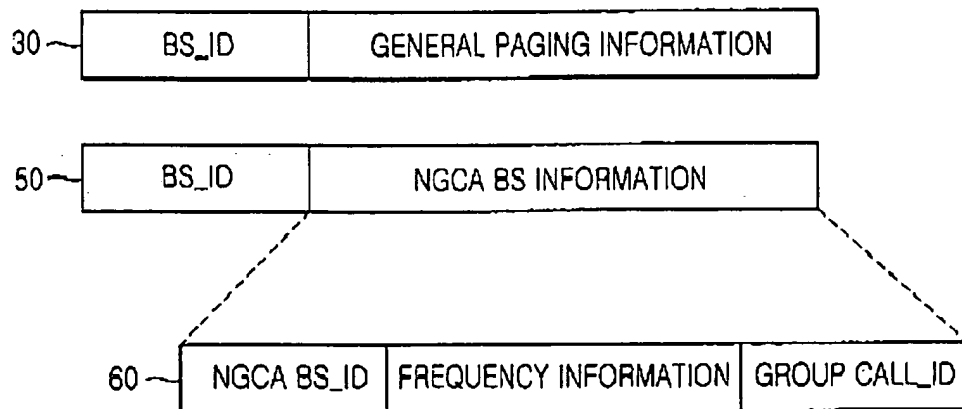 30 BS_ID GENERAL PAGING INFORMATION
50 BS_ID NGCA BS INFORMATION
60 NGCA BS_ID FREQUENCY INFORMATION GROUP CALL_ID